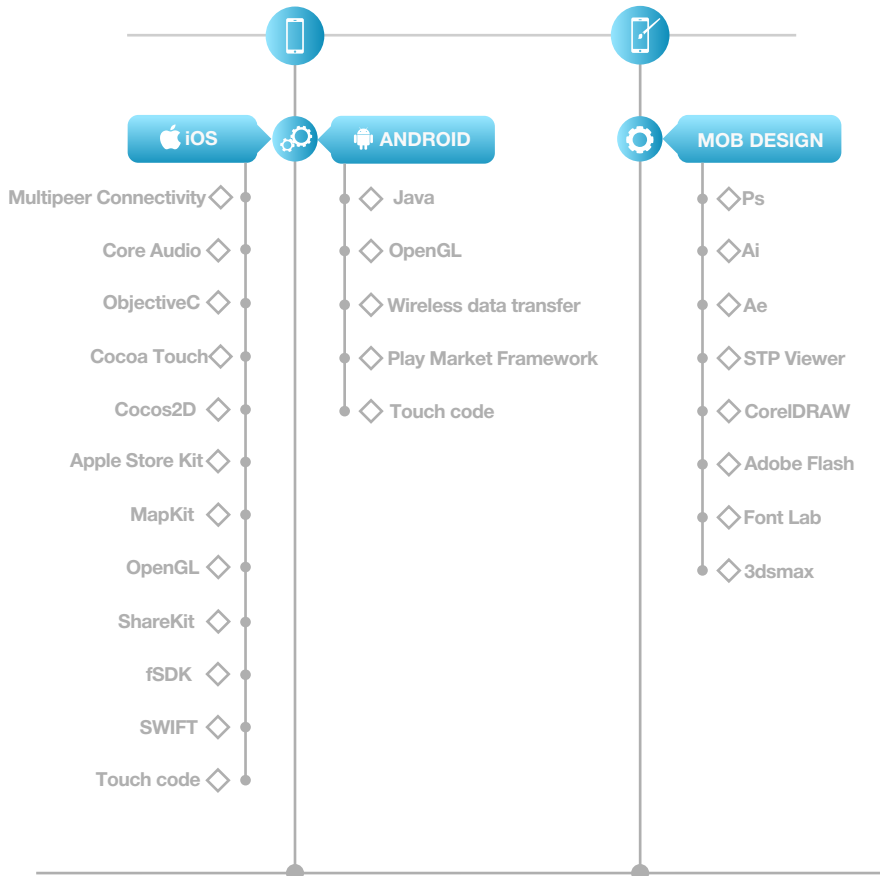 iOS
Multipeer Connectivity
Core Audio
ObjectiveC
Cocoa Touch
Cocos2D
Apple Store Kit
MapKit
OpenGL
ShareKit
fSDK
SWIFT
Touch code
ANDROID
Java
OpenGL
Wireless data transfer
Play Market Framework
Touch code
MOB DESIGN
Ps
Ai
Ae
STP Viewer
CorelDRAW
Adobe Flash
Font Lab
3dsmax